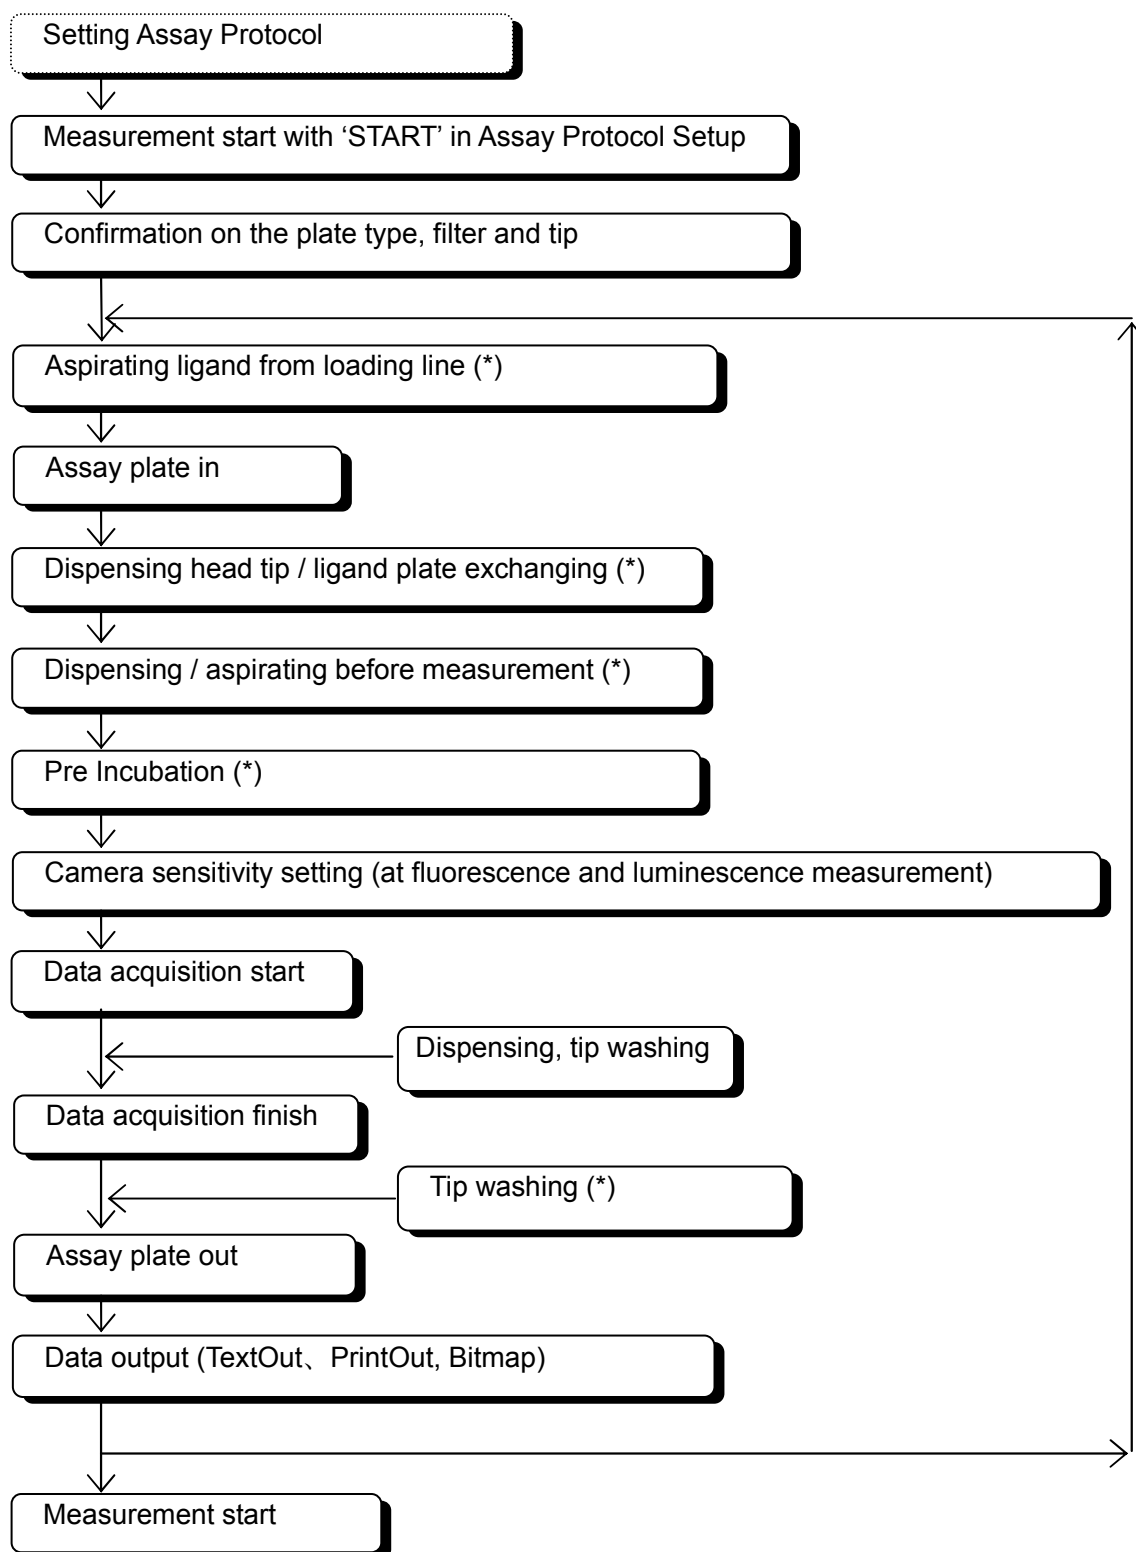 Setting Assay Protocol
Measurement start with ‘START’ in Assay Protocol Setup
Confirmation on the plate type, filter and tip
Aspirating ligand from loading line (*)
Assay plate in
Dispensing head tip / ligand plate exchanging (*)
Dispensing / aspirating before measurement (*)
Pre Incubation (*)
Camera sensitivity setting (at fluorescence and luminescence measurement)
Data acquisition start
Dispensing, tip washing
Data acquisition finish
Tip washing (*)
Assay plate out
Data output (TextOut、PrintOut, Bitmap)
Measurement start